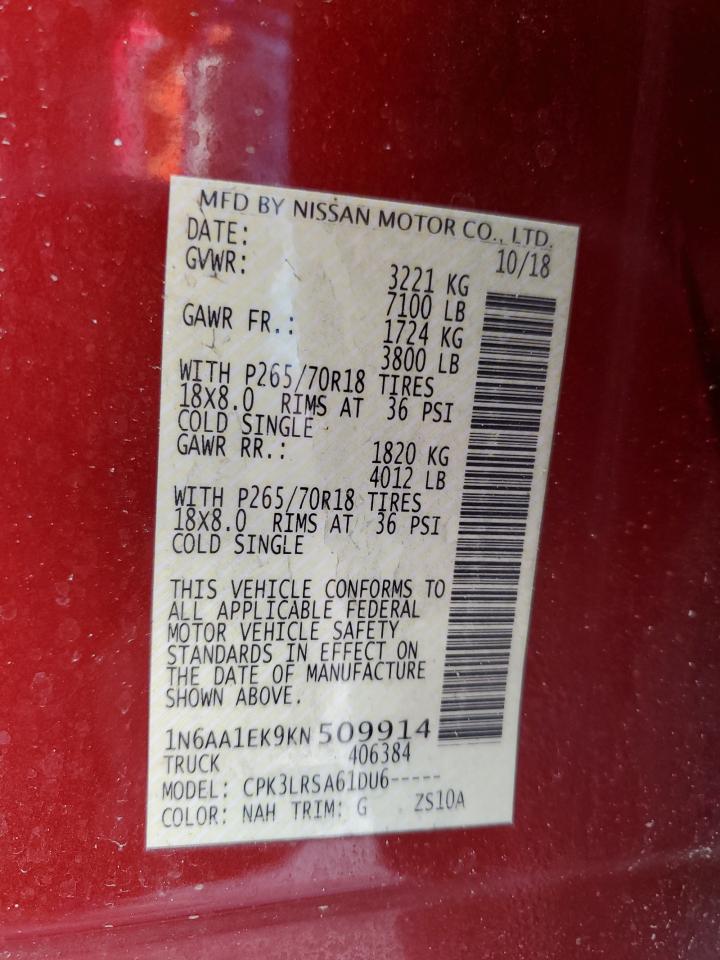 MFD BY NISSAN MOTOR CO., LTD.
DATE: 10/18
GVWR: 3221 KG
7100 LB
GAWR FR.: 1724 KG
3800 LB
WITH P265/70R18 TIRES
18X8.0 RIMS AT 36 PSI
COLD SINGLE
GAWR RR.: 1820 KG
4012 LB
WITH P265/70R18 TIRES
18X8.0 RIMS AT 36 PSI
COLD SINGLE
THIS VEHICLE CONFORMS TO
ALL APPLICABLE FEDERAL
MOTOR VEHICLE SAFETY
STANDARDS IN EFFECT ON
THE DATE OF MANUFACTURE
SHOWN ABOVE.
1N6AA1EK9KN509914
TRUCK 406384
MODEL: CPK3LRSA61DU6-----
COLOR: NAH TRIM: G ZS10A